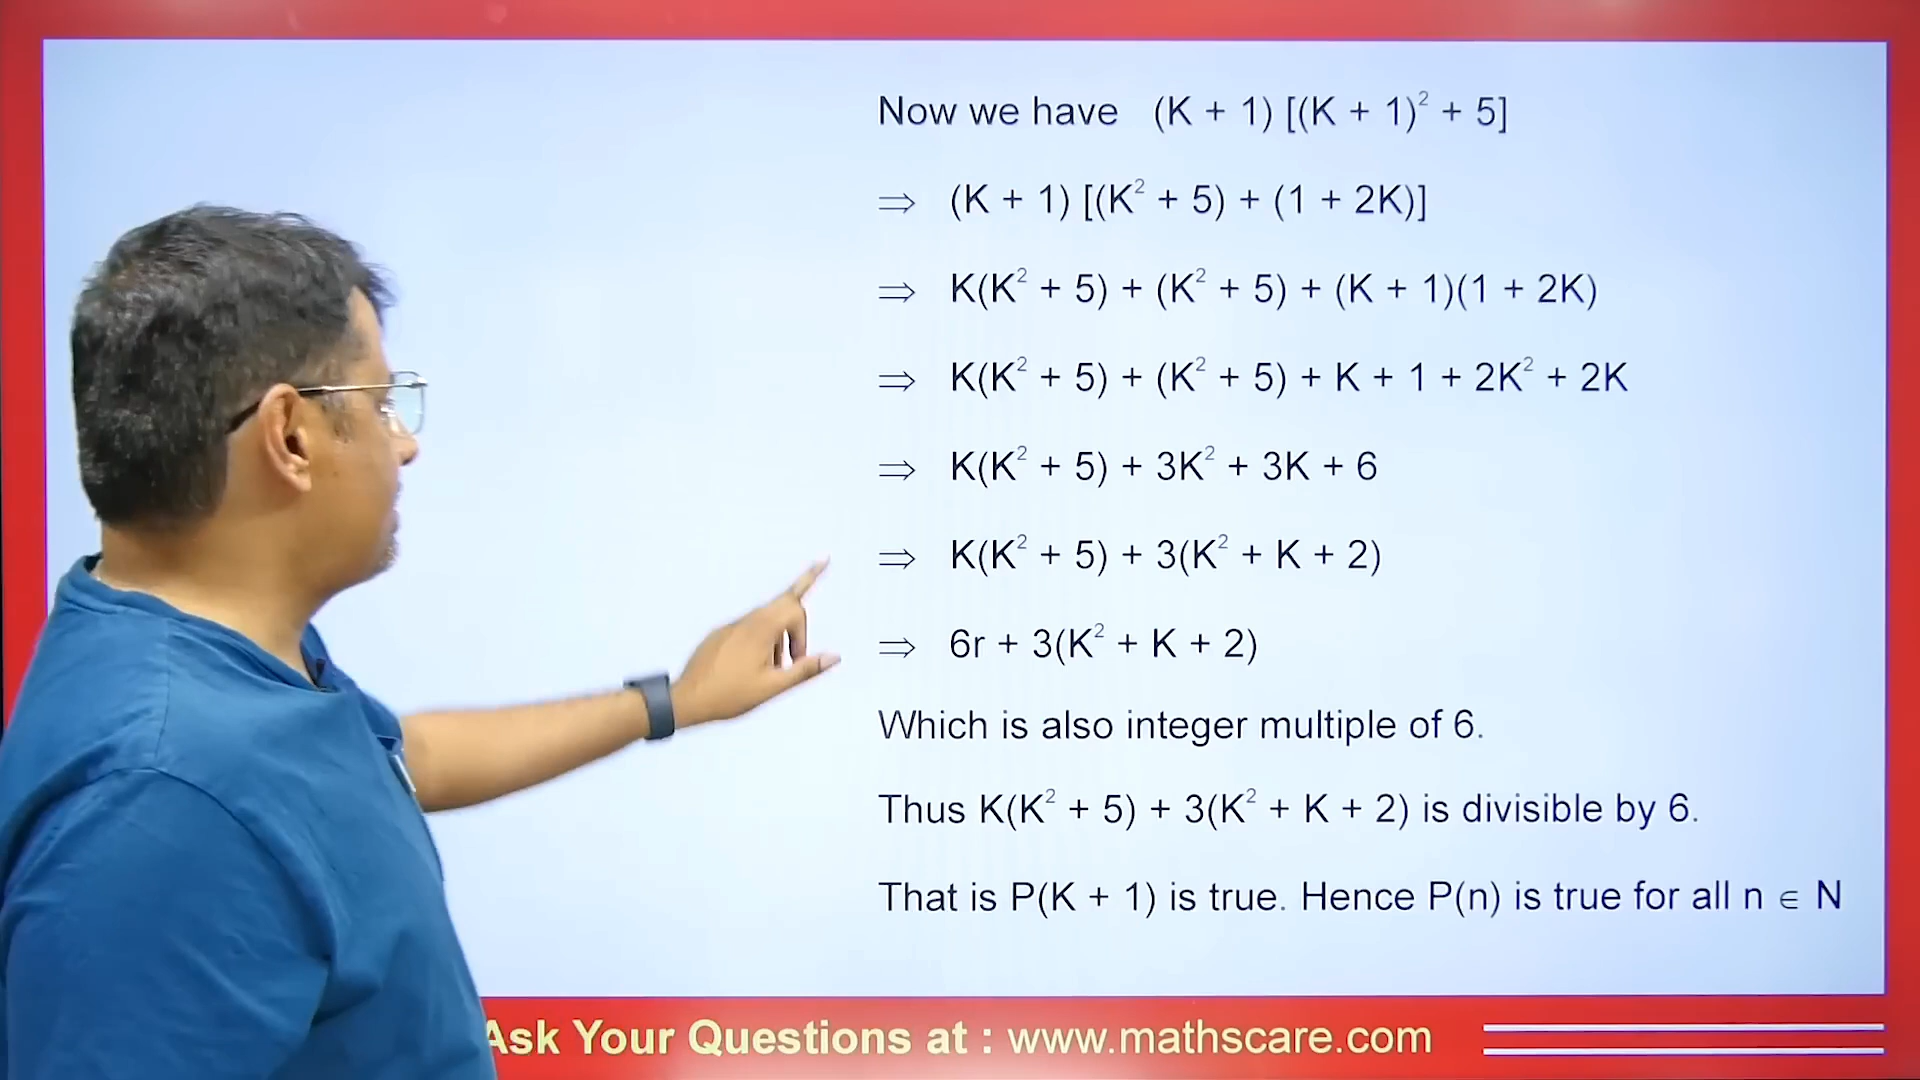 Now we have (K + 1) [(K + 1)² + 5]
⇒ (K + 1) [(K² + 5) + (1 + 2K)]
⇒ K(K² + 5) + (K² + 5) + (K + 1)(1 + 2K)
⇒ K(K² + 5) + (K² + 5) + K + 1 + 2K² + 2K
⇒ K(K² + 5) + 3K² + 3K + 6
⇒ K(K² + 5) + 3(K² + K + 2)
⇒ 6r + 3(K² + K + 2)
Which is also integer multiple of 6.
Thus K(K² + 5) + 3(K² + K + 2) is divisible by 6.
That is P(K + 1) is true. Hence P(n) is true for all n ∈ N
Ask Your Questions at : www.mathscare.com